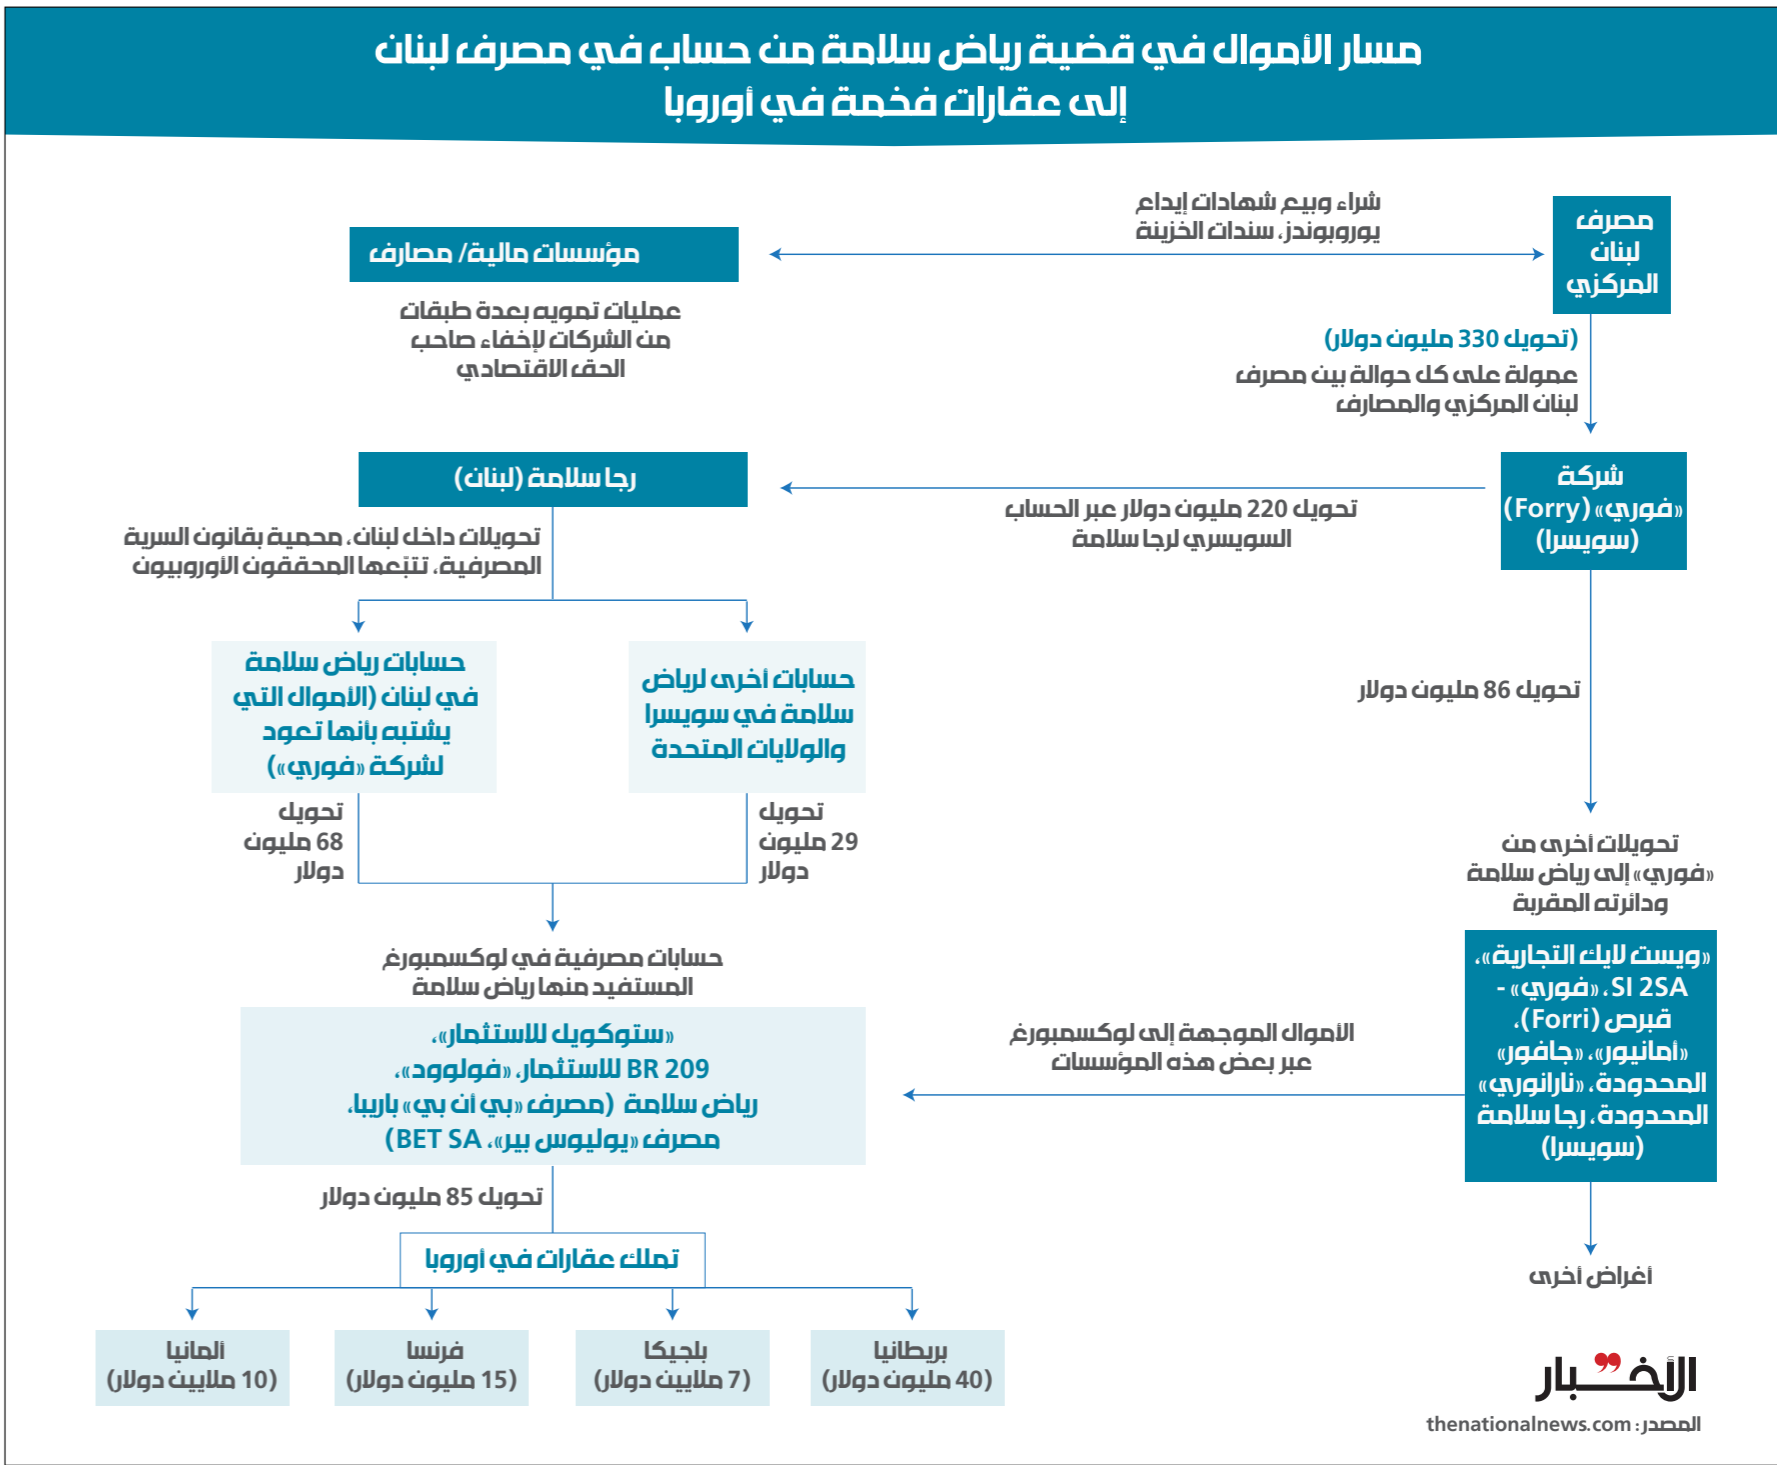 مسار الأموال في قضية رياض سلامة من حساب في مصرف لبنان
إلى عقارات فخمة في أوروبا
مصرف
لبنان
المركزي
شراء وبيع شهادات إيداع
يوروبوندز، سندات الخزينة
مؤسسات مالية/ مصارف
عمليات تمويه بعدة طبقات
من الشركات لإخفاء صاحب
الحق الاقتصادي
(تحويل 330 مليون دولار)
عمولة على كل حوالة بين مصرف
لبنان المركزي والمصارف
شركة
«فوري» (Forry)
(سويسرا)
تحويل 220 مليون دولار عبر الحساب
السويسري لرجا سلامة
رجا سلامة (لبنان)
تحويلات داخل لبنان، محمية بقانون السرية
المصرفية، تتبّعها المحققون الأوروبيون
حسابات أخرى لرياض
سلامة في سويسرا
والولايات المتحدة
حسابات رياض سلامة
في لبنان (الأموال التي
يشتبه بأنها تعود
لشركة «فوري»)
تحويل 86 مليون دولار
تحويل
29 مليون
دولار
تحويل
68 مليون
دولار
تحويلات أخرى من
«فوري» إلى رياض سلامة
ودائرته المقربة
«ويست لايك التجارية»،
SI 2SA، «فوري» -
قبرص (Forri)،
«أمانيور»، «جافور»
المحدودة، «نارانوري»
المحدودة، رجا سلامة
(سويسرا)
الأموال الموجهة إلى لوكسمبورغ
عبر بعض هذه المؤسسات
حسابات مصرفية في لوكسمبورغ
المستفيد منها رياض سلامة
«ستوكويل للاستثمار»،
BR 209 للاستثمار، «فولوود»،
رياض سلامة (مصرف «بي أن بي» باريبا،
مصرف «يوليوس بير»، BET SA)
تحويل 85 مليون دولار
تملك عقارات في أوروبا
أغراض أخرى
بريطانيا
(40 مليون دولار)
بلجيكا
(7 ملايين دولار)
فرنسا
(15 مليون دولار)
ألمانيا
(10 ملايين دولار)
الأخبار
المصدر: thenationalnews.com